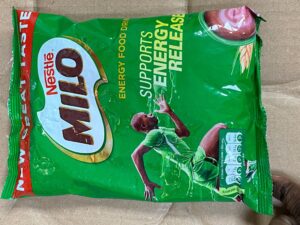 NEW GREAT TASTE
Nestlé
MILO
ENERGY FOOD DRINK
SUPPORTS
ENERGY
RELEASE